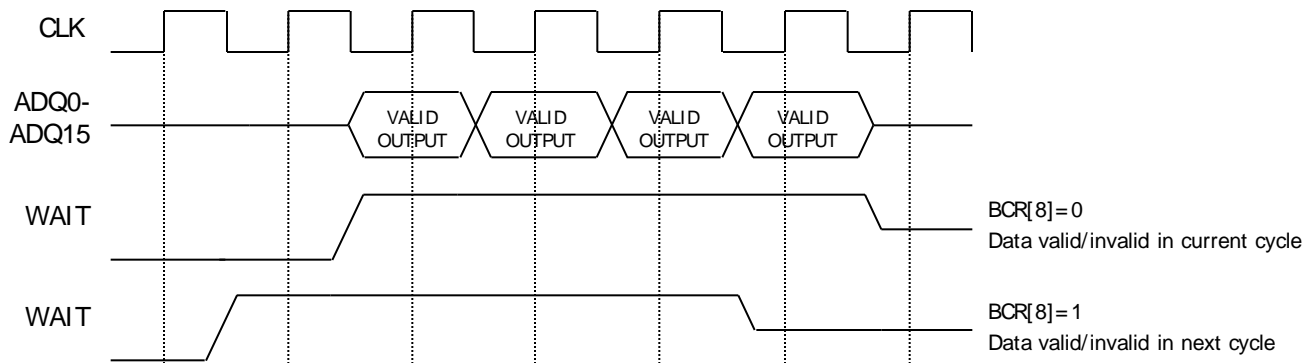 CLK
ADQ0-
ADQ15
VALID
OUTPUT
VALID
OUTPUT
VALID
OUTPUT
VALID
OUTPUT
WAIT
BCR[8]=0
Data valid/invalid in current cycle
WAIT
BCR[8]=1
Data valid/invalid in next cycle